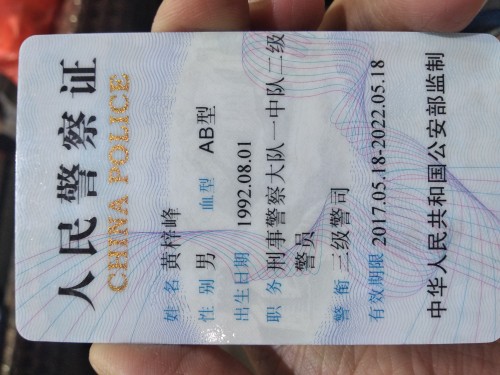 人民警察证
CHINA POLICE
姓名 黄梓峰
性别 男 血型 AB型
出生日期 1992.08.01
职务 刑事警察大队一中队二级
警员
警衔 三级警司
有效期限 2017.05.18-2022.05.18
中华人民共和国公安部监制